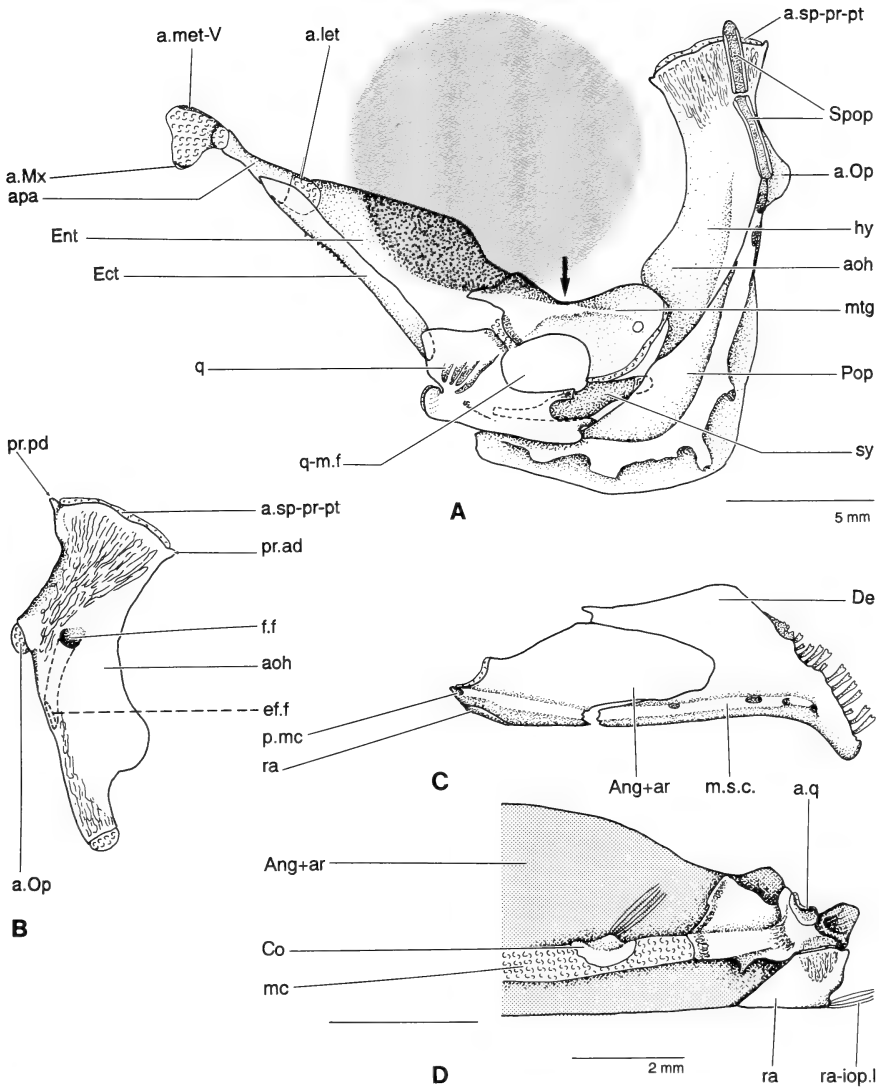 a.met-V
a.let
a.sp-pr-pt
Spop
a.Mx
apa
a.Op
Ent
hy
Ect
aoh
mtg
q
Pop
q-m.f
sy
A
5 mm
pr.pd
a.sp-pr-pt
pr.ad
f.f
aoh
ef.f
a.Op
B
De
p.mc
ra
C
Ang+ar
m.s.c.
a.q
Ang+ar
Co
mc
2 mm
D
ra
ra-iop.l